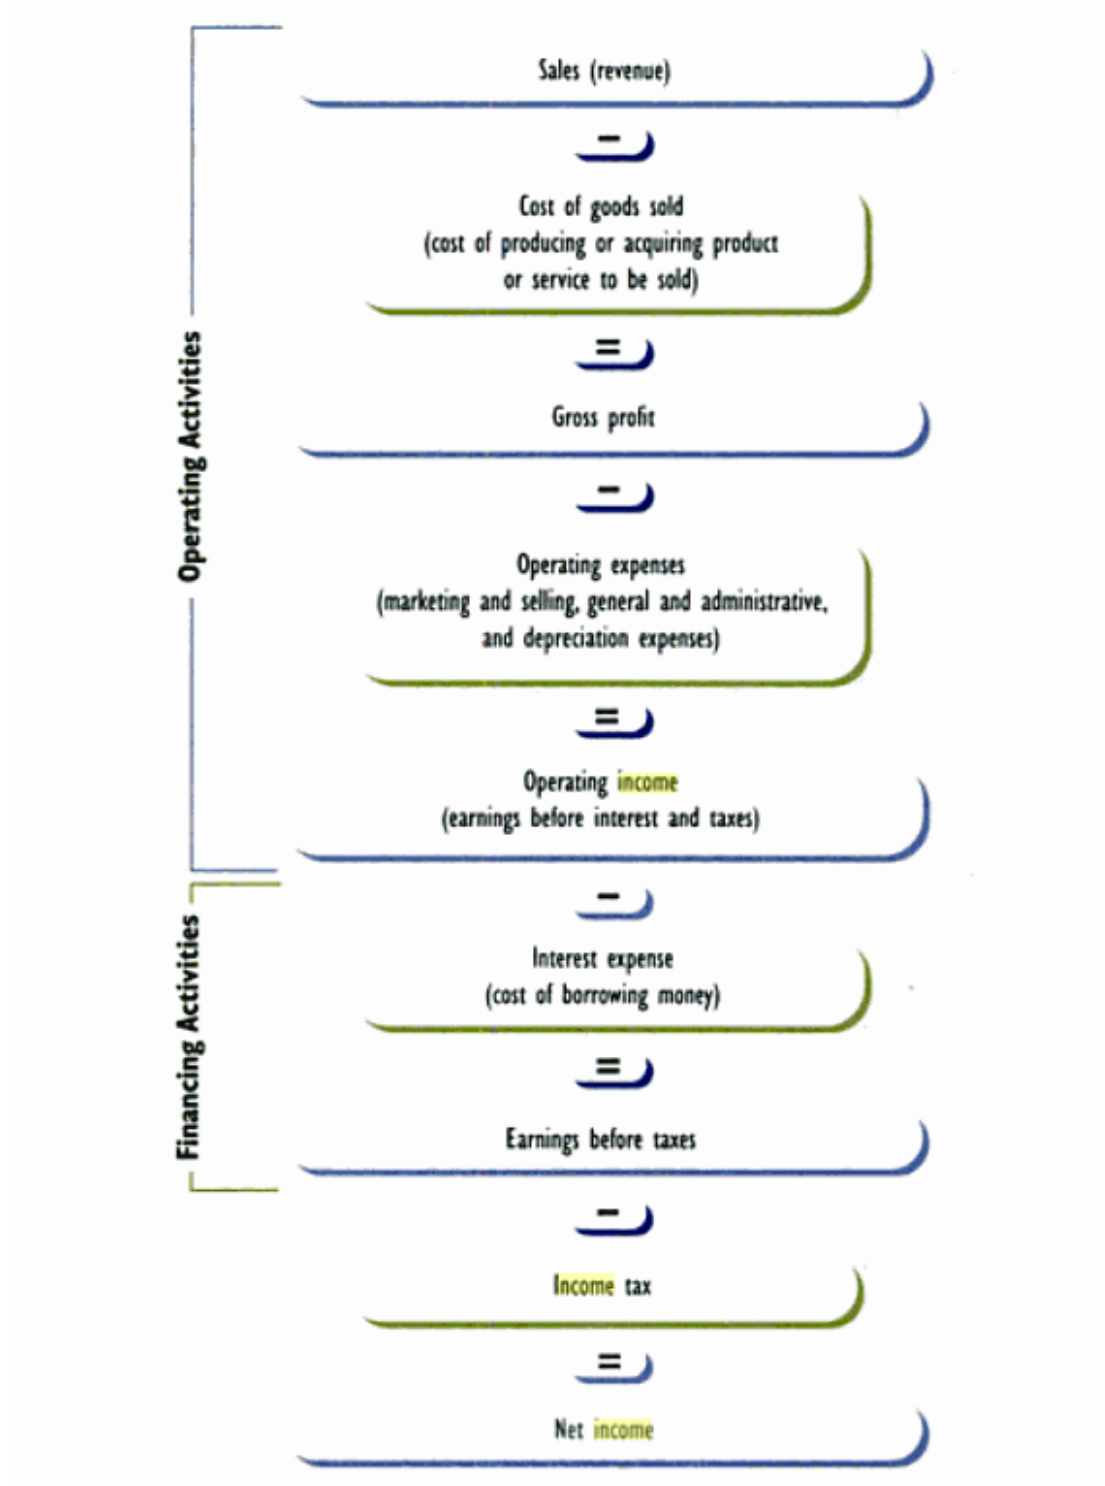 Sales (revenue)
−
Cost of goods sold
(cost of producing or acquiring product
or service to be sold)
=
Gross profit
−
Operating expenses
(marketing and selling, general and administrative,
and depreciation expenses)
=
Operating income
(earnings before interest and taxes)
Operating Activities
−
Interest expense
(cost of borrowing money)
=
Earnings before taxes
Financing Activities
−
Income tax
=
Net income